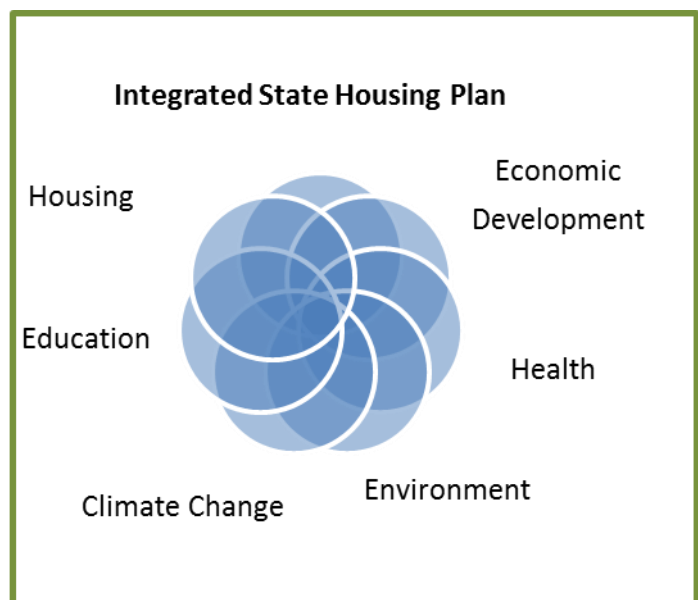 Integrated State Housing Plan
Housing
Economic
Development
Education
Health
Climate Change
Environment